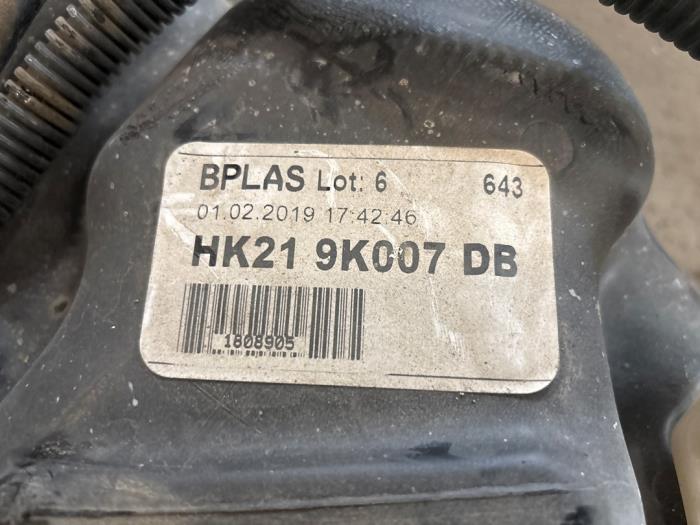 BPLAS Lot: 6 643
01.02.2019 17:42:46
HK21 9K007 DB
1808905